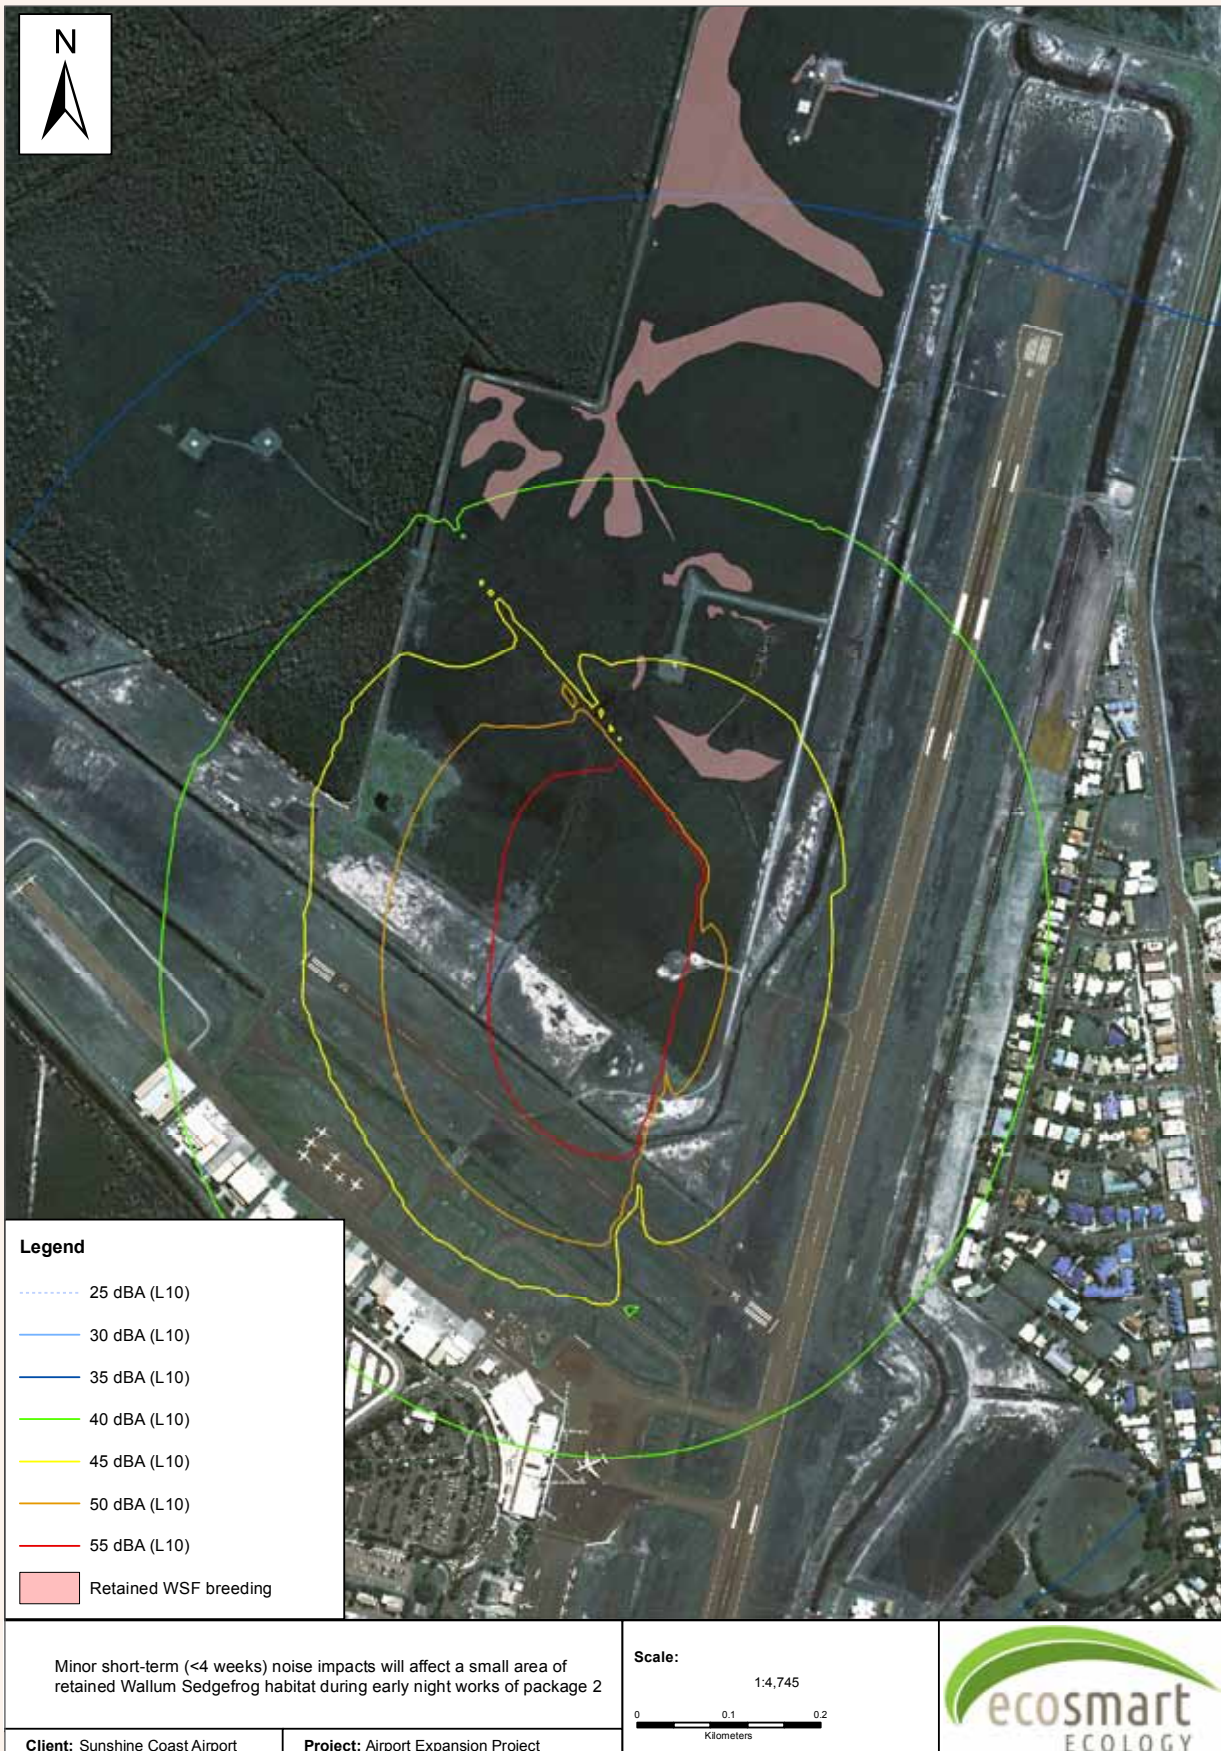 N
Legend
25 dBA (L10)
30 dBA (L10)
35 dBA (L10)
40 dBA (L10)
45 dBA (L10)
50 dBA (L10)
55 dBA (L10)
Retained WSF breeding
Minor short-term (<4 weeks) noise impacts will affect a small area of
retained Wallum Sedgefrog habitat during early night works of package 2
Scale:
1:4,745
0 0.1 0.2
Kilometers
ecosmart
ECOLOGY
Client: Sunshine Coast Airport
Project: Airport Expansion Project